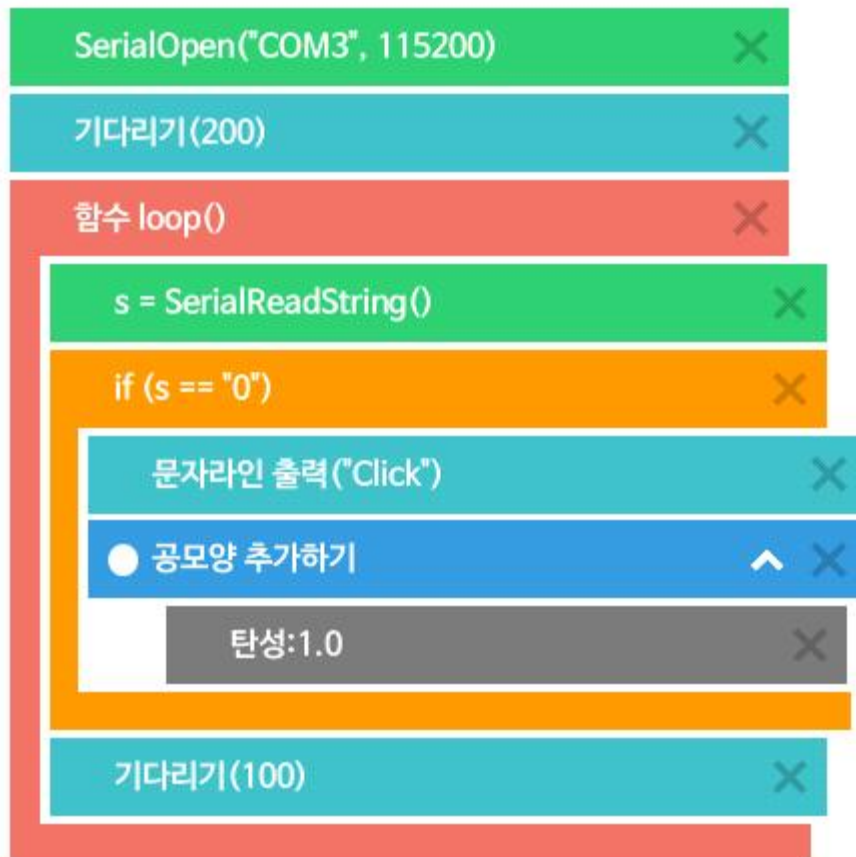 SerialOpen("COM3", 115200)
기다리기(200)
함수 loop()
s = SerialReadString()
if (s == "0")
문자라인 출력("Click")
공모양 추가하기
탄성:1.0
기다리기(100)